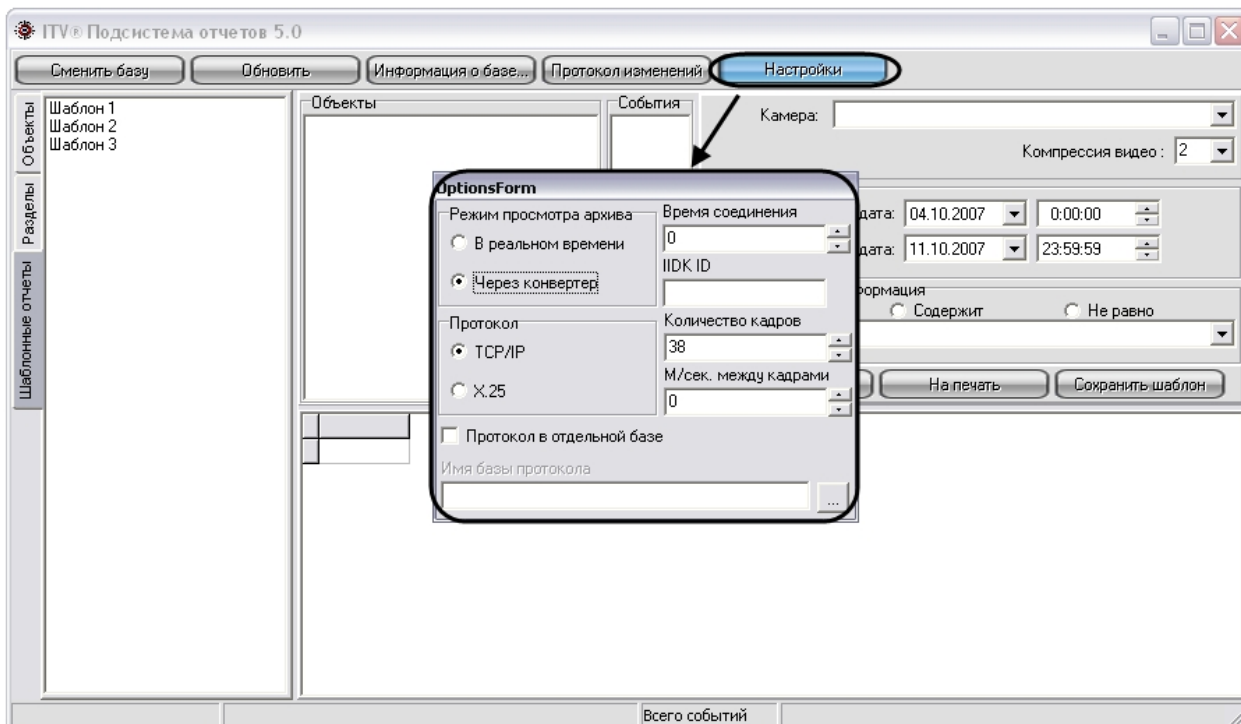 ITV® Подсистема отчетов 5.0
Сменить базу
Обновить
Информация о базе...
Протокол изменений
Настройки
Объекты
Разделы
Шаблонные отчеты
Шаблон 1
Шаблон 2
Шаблон 3
Объекты
События
Камера:
Компрессия видео :
2
дата:
04.10.2007
0:00:00
дата:
11.10.2007
23:59:59
Содержит
Не равно
На печать
Сохранить шаблон
OptionsForm
Режим просмотра архива
В реальном времени
Через конвертер
Протокол
TCP/IP
X.25
Время соединения
0
IIDK ID
Количество кадров
38
М/сек. между кадрами
0
Протокол в отдельной базе
Имя базы протокола
...
Всего событий